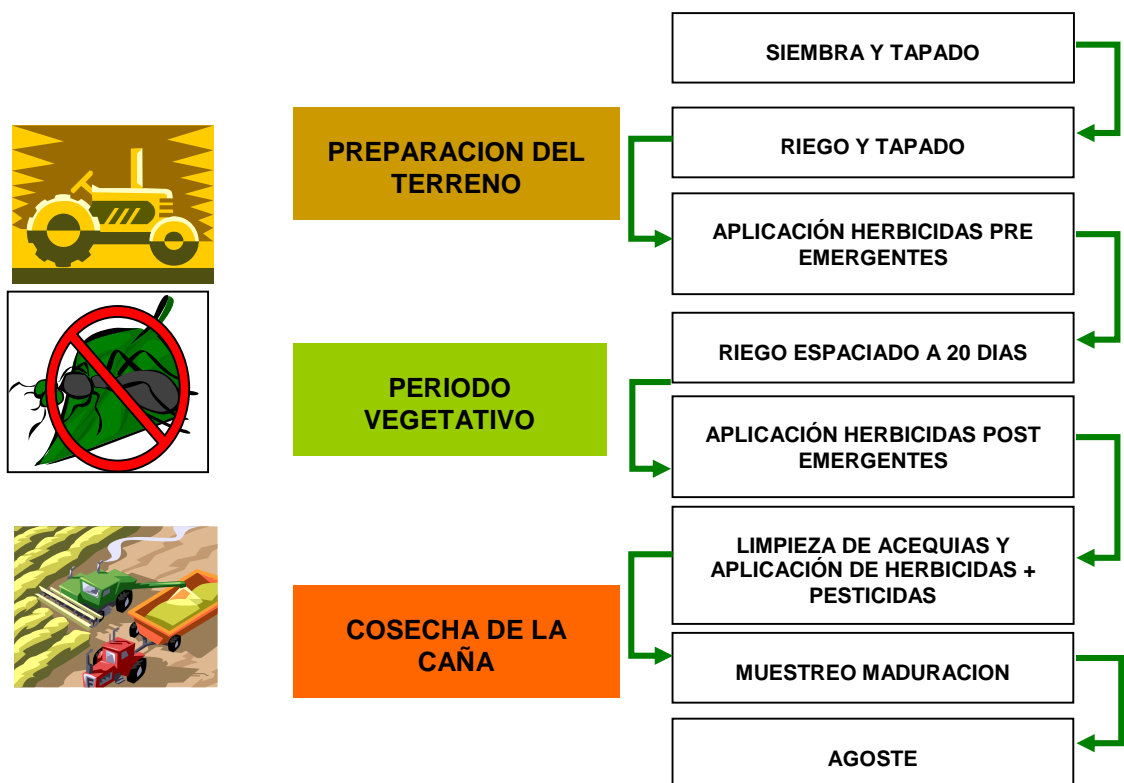 PREPARACION DEL
TERRENO
PERIODO
VEGETATIVO
COSECHA DE LA
CAÑA
SIEMBRA Y TAPADO
RIEGO Y TAPADO
APLICACIÓN HERBICIDAS PRE
EMERGENTES
RIEGO ESPACIADO A 20 DIAS
APLICACIÓN HERBICIDAS POST
EMERGENTES
LIMPIEZA DE ACEQUIAS Y
APLICACIÓN DE HERBICIDAS +
PESTICIDAS
MUESTREO MADURACION
AGOSTE